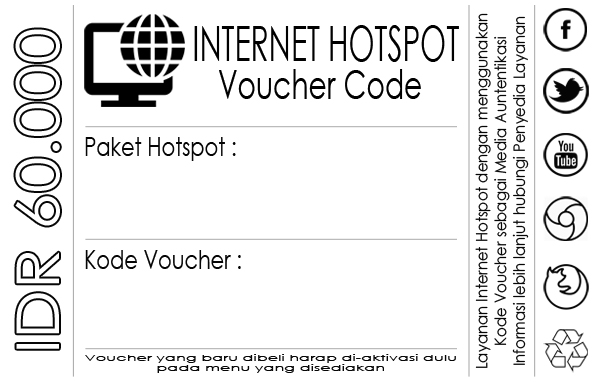 IDR 60.000
INTERNET HOTSPOT
Voucher Code
Paket Hotspot :
Kode Voucher :
Voucher yang baru dibeli harap di-aktivasi dulu
pada menu yang disediakan
Layanan Internet Hotspot dengan menggunakan
Kode Voucher sebagai Media Auntentikasi
Informasi lebih lanjut hubungi Penyedia Layanan
f
You
Tube